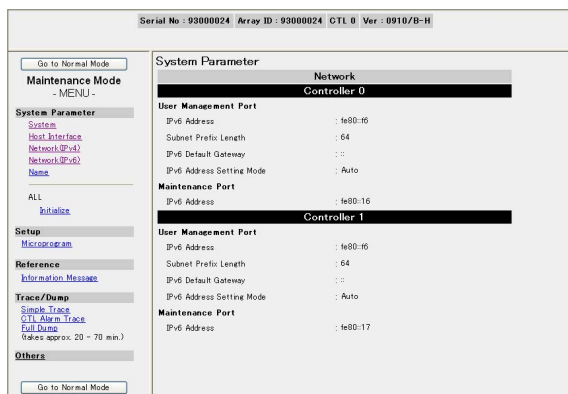 Serial No : 93000024 Array ID : 93000024 CTL 0 Ver : 0910/B-H
Go to Normal Mode
Maintenance Mode
- MENU -
System Parameter
System
Host Interface
Network(IPv4)
Network(IPv6)
Name
ALL
Initialize
Setup
Microprogram
Reference
Information Message
Trace/Dump
Simple Trace
CTL Alarm Trace
Full Dump
(takes approx. 20 - 70 min.)
Others
Go to Normal Mode
System Parameter
Network
Controller 0
User Management Port
IPv6 Address : fe80::f6
Subnet Prefix Length : 64
IPv6 Default Gateway : ::
IPv6 Address Setting Mode : Auto
Maintenance Port
IPv6 Address : fe80::16
Controller 1
User Management Port
IPv6 Address : fe80::f6
Subnet Prefix Length : 64
IPv6 Default Gateway : ::
IPv6 Address Setting Mode : Auto
Maintenance Port
IPv6 Address : fe80::17